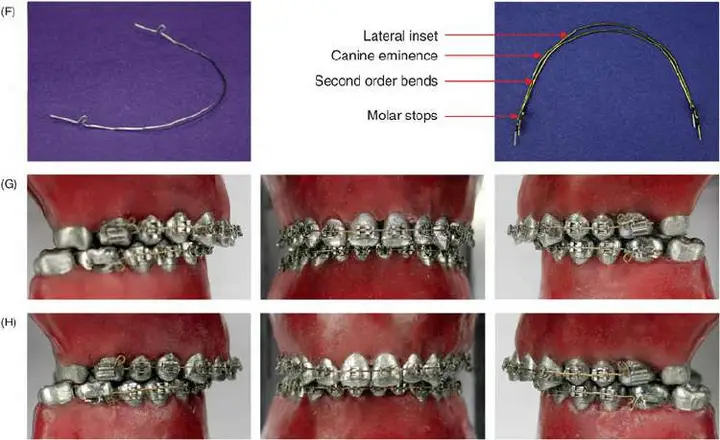 (F)
Lateral inset
Canine eminence
Second order bends
Molar stops
(G)
(H)